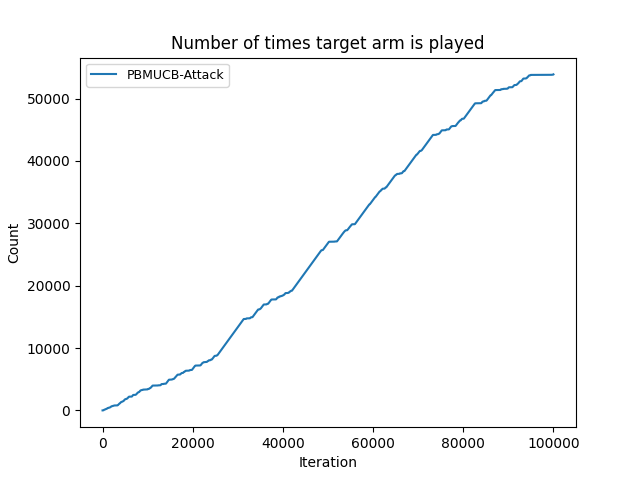 Number of times target arm is played
PBMUCB-Attack
50000
40000
30000
20000
10000
0
Count
0 20000 40000 60000 80000 100000
Iteration